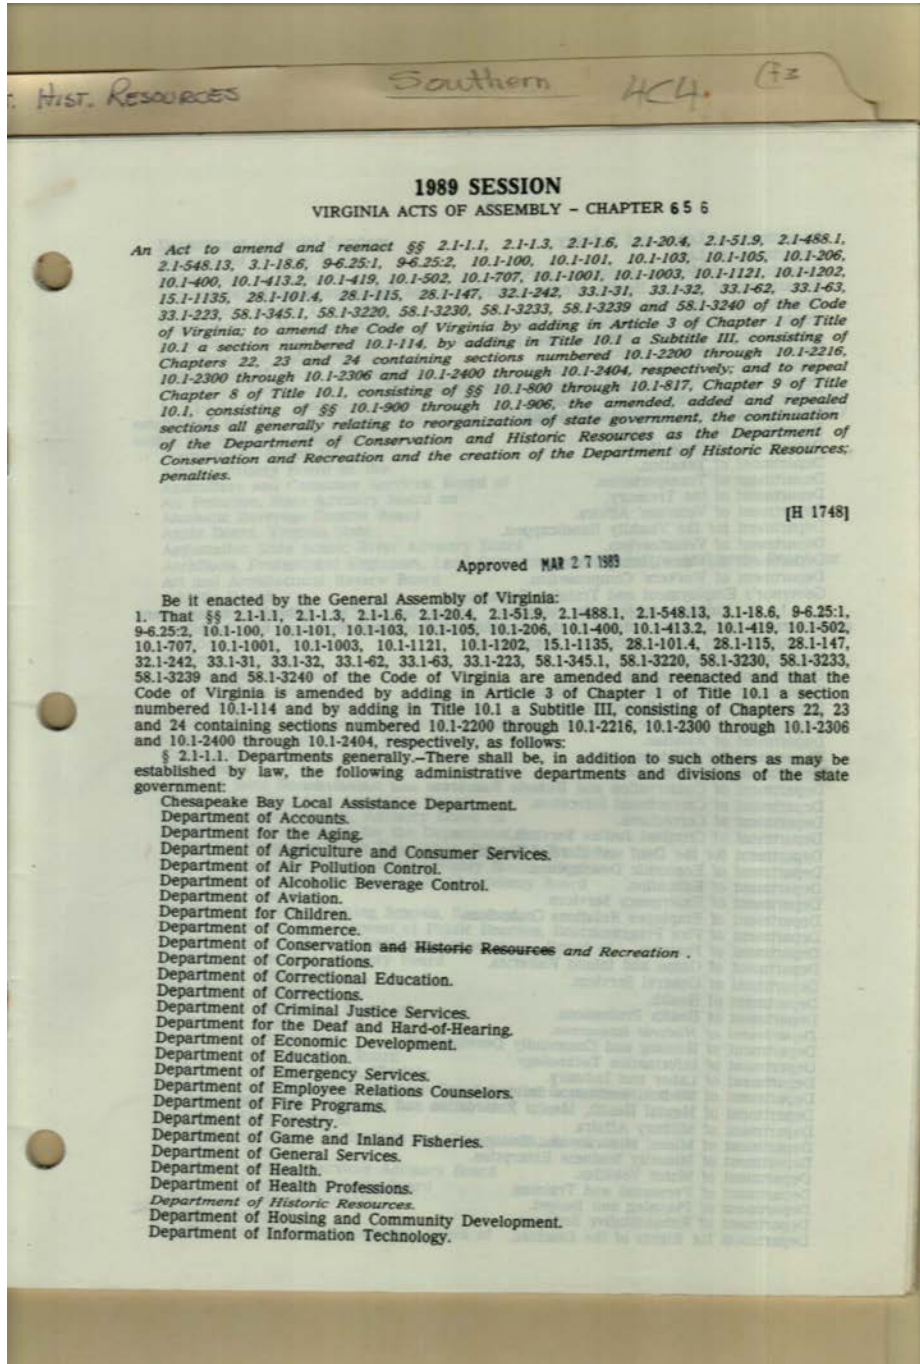 . HIST. RESOURCES
Southern
4C4.
1989 SESSION
VIRGINIA ACTS OF ASSEMBLY – CHAPTER 656
An Act to amend and reenact §§ 2.1-1.1, 2.1-1.3, 2.1-1.6, 2.1-20.4, 2.1-51.9, 2.1-488.1,
2.1-548.13, 3.1-18.6, 9-6.25:1, 9-6.25:2, 10.1-100, 10.1-101, 10.1-103, 10.1-105, 10.1-206,
10.1-400, 10.1-413.2, 10.1-419, 10.1-502, 10.1-707, 10.1-1001, 10.1-1003, 10.1-1121, 10.1-1202,
15.1-1135, 28.1-101.4, 28.1-115, 28.1-147, 32.1-242, 33.1-31, 33.1-32, 33.1-62, 33.1-63,
33.1-223, 58.1-345.1, 58.1-3220, 58.1-3230, 58.1-3233, 58.1-3239 and 58.1-3240 of the Code
of Virginia; to amend the Code of Virginia by adding in Article 3 of Chapter 1 of Title
10.1 a section numbered 10.1-114, by adding in Title 10.1 a Subtitle III, consisting of
Chapters 22, 23 and 24 containing sections numbered 10.1-2200 through 10.1-2216,
10.1-2300 through 10.1-2306 and 10.1-2400 through 10.1-2404, respectively; and to repeal
Chapter 8 of Title 10.1, consisting of §§ 10.1-800 through 10.1-817, Chapter 9 of Title
10.1, consisting of §§ 10.1-900 through 10.1-906, the amended, added and repealed
sections all generally relating to reorganization of state government, the continuation
of the Department of Conservation and Historic Resources as the Department of
Conservation and Recreation and the creation of the Department of Historic Resources;
penalties.
[H 1748]
Approved MAR 27 1989
Be it enacted by the General Assembly of Virginia:
1. That §§ 2.1-1.1, 2.1-1.3, 2.1-1.6, 2.1-20.4, 2.1-51.9, 2.1-488.1, 2.1-548.13, 3.1-18.6, 9-6.25:1,
9-6.25:2, 10.1-100, 10.1-101, 10.1-103, 10.1-105, 10.1-206, 10.1-400, 10.1-413.2, 10.1-419, 10.1-502,
10.1-707, 10.1-1001, 10.1-1003, 10.1-1121, 10.1-1202, 15.1-1135, 28.1-101.4, 28.1-115, 28.1-147,
32.1-242, 33.1-31, 33.1-32, 33.1-62, 33.1-63, 33.1-223, 58.1-345.1, 58.1-3220, 58.1-3230, 58.1-3233,
58.1-3239 and 58.1-3240 of the Code of Virginia are amended and reenacted and that the
Code of Virginia is amended by adding in Article 3 of Chapter 1 of Title 10.1 a section
numbered 10.1-114 and by adding in Title 10.1 a Subtitle III, consisting of Chapters 22, 23
and 24 containing sections numbered 10.1-2200 through 10.1-2216, 10.1-2300 through 10.1-2306
and 10.1-2400 through 10.1-2404, respectively, as follows:
§ 2.1-1.1. Departments generally.–There shall be, in addition to such others as may be
established by law, the following administrative departments and divisions of the state
government:
Chesapeake Bay Local Assistance Department.
Department of Accounts.
Department for the Aging.
Department of Agriculture and Consumer Services.
Department of Air Pollution Control.
Department of Alcoholic Beverage Control.
Department of Aviation.
Department for Children.
Department of Commerce.
Department of Conservation and Historic Resources and Recreation .
Department of Corporations.
Department of Correctional Education.
Department of Corrections.
Department of Criminal Justice Services.
Department for the Deaf and Hard-of-Hearing.
Department of Economic Development.
Department of Education.
Department of Emergency Services.
Department of Employee Relations Counselors.
Department of Fire Programs.
Department of Forestry.
Department of Game and Inland Fisheries.
Department of General Services.
Department of Health.
Department of Health Professions.
Department of Historic Resources.
Department of Housing and Community Development.
Department of Information Technology.